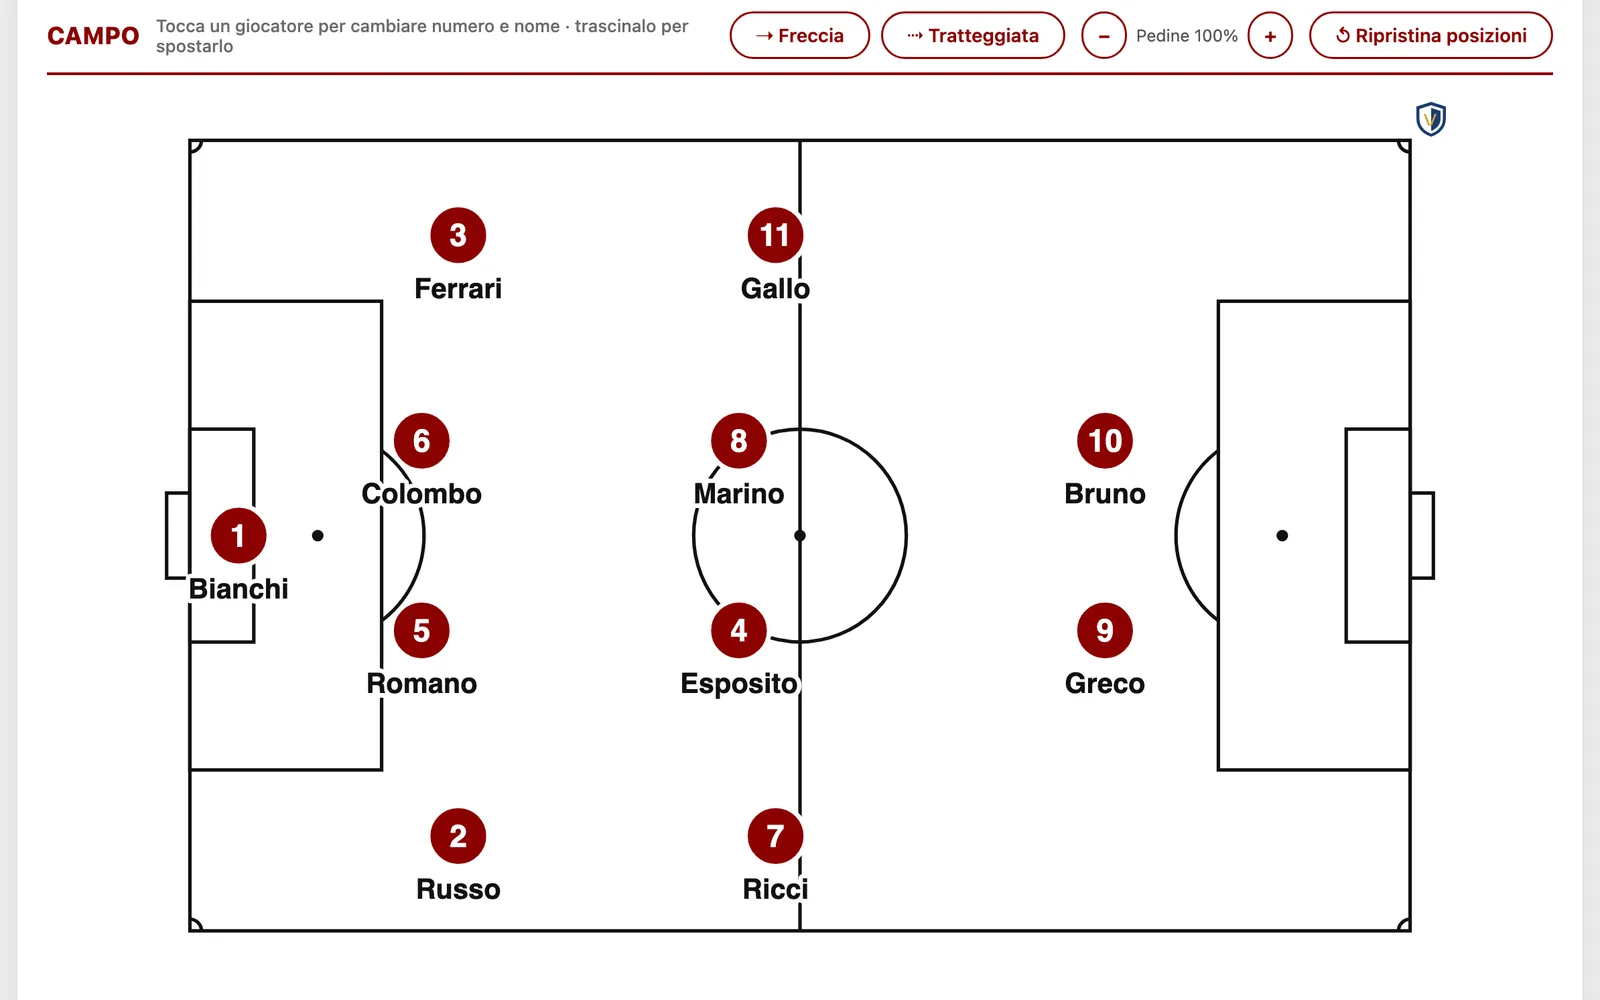 CAMPO
Tocca un giocatore per cambiare numero e nome · trascinalo per
spostarlo
→ Freccia
⤑ Tratteggiata
−
Pedine 100%
+
↺ Ripristina posizioni
V
3
Ferrari
11
Gallo
6
Colombo
8
Marino
10
Bruno
1
Bianchi
5
Romano
4
Esposito
9
Greco
2
Russo
7
Ricci